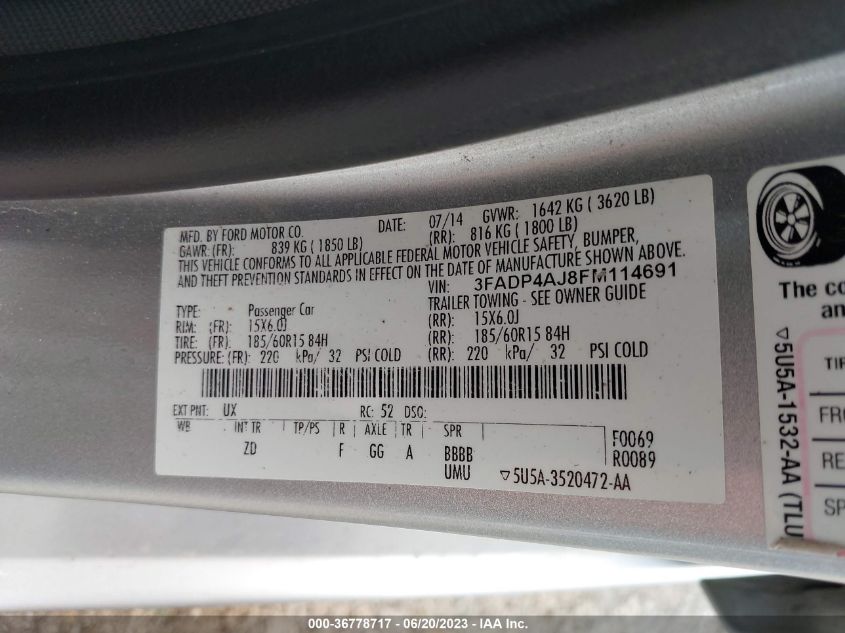 MFD. BY FORD MOTOR CO. DATE: 07/14 GVWR: 1642 KG ( 3620 LB)
GAWR: (FR): 839 KG ( 1850 LB) (RR): 816 KG ( 1800 LB)
THIS VEHICLE CONFORMS TO ALL APPLICABLE FEDERAL MOTOR VEHICLE SAFETY, BUMPER,
AND THEFT PREVENTION STANDARDS IN EFFECT ON THE DATE OF MANUFACTURE SHOWN ABOVE.
VIN: 3FADP4AJ8FM114691
TYPE: Passenger Car TRAILER TOWING - SEE OWNER GUIDE
RIM: (FR): 15X6.0J (RR): 15X6.0J
TIRE: (FR): 185/60R15 84H (RR): 185/60R15 84H
PRESSURE: (FR): 220 kPa/ 32 PSI COLD (RR): 220 kPa/ 32 PSI COLD
EXT PNT: UX RC: 52 DSO:
WB INT TR TP/PS R AXLE TR SPR F0069
ZD F GG A BBBB R0089
UMU ▽5U5A-3520472-AA
The co
an
▽5U5A-1532-AA (TLU
TIR
FRO
RE
SP
000-36778717 - 06/20/2023 - IAA Inc.